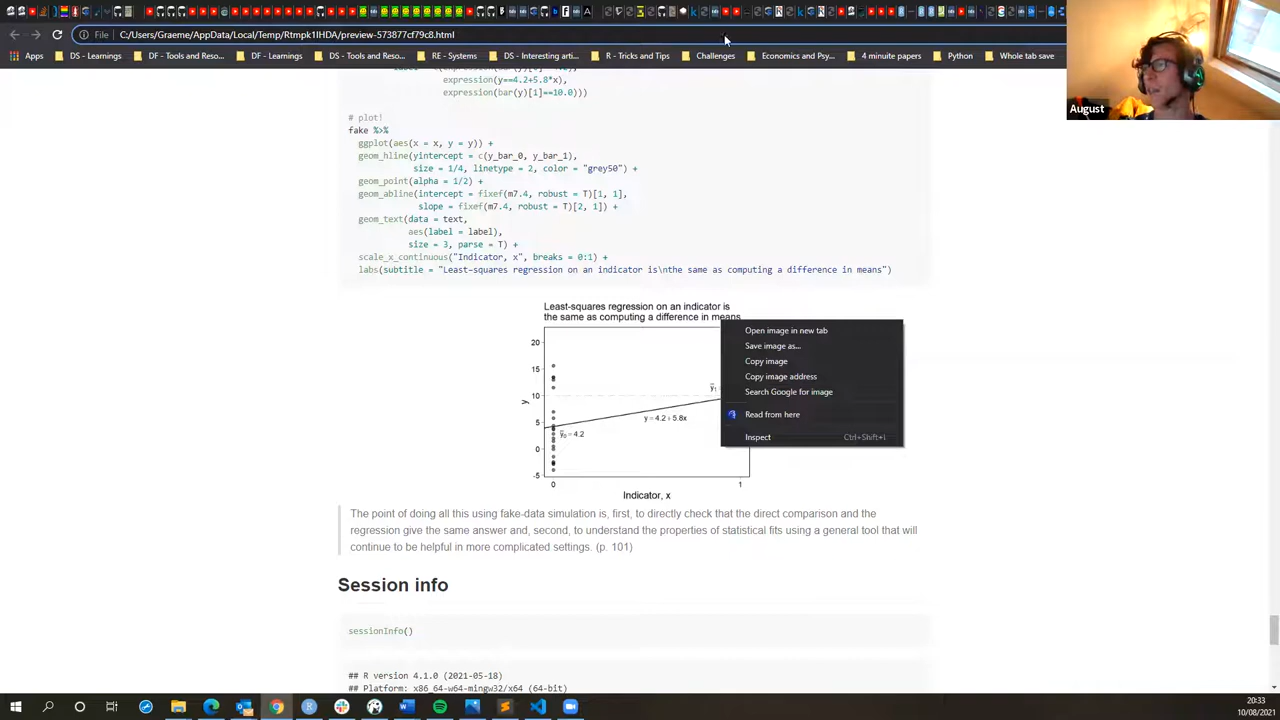 File
C:/Users/Graeme/AppData/Local/Temp/Rtmpk1IHDA/preview-573877cf79c8.html
Apps
DS - Learnings
DF - Tools and Reso...
DF - Learnings
DS - Tools and Reso...
RE - Systems
DS - Interesting arti...
R - Tricks and Tips
Challenges
Economics and Psy...
4 minuite papers
Python
Whole tab save
August
expression(y==4.2+5.8*x),
expression(bar(y)[1]==10.0)))
# plot!
fake %>%
ggplot(aes(x = x, y = y)) +
geom_hline(yintercept = c(y_bar_0, y_bar_1),
size = 1/4, linetype = 2, color = "grey50") +
geom_point(alpha = 1/2) +
geom_abline(intercept = fixef(m7.4, robust = T)[1, 1],
slope = fixef(m7.4, robust = T)[2, 1]) +
geom_text(data = text,
aes(label = label),
size = 3, parse = T) +
scale_x_continuous("Indicator, x", breaks = 0:1) +
labs(subtitle = "Least-squares regression on an indicator is\nthe same as computing a difference in means")
Least-squares regression on an indicator is
the same as computing a difference in means
20
15
10
5
0
-5
y
y = 4.2 + 5.8x
y̅₀ = 4.2
y̅₁ =
0
1
Indicator, x
Open image in new tab
Save image as...
Copy image
Copy image address
Search Google for image
Read from here
Inspect Ctrl+Shift+I
The point of doing all this using fake-data simulation is, first, to directly check that the direct comparison and the
regression give the same answer and, second, to understand the properties of statistical fits using a general tool that will
continue to be helpful in more complicated settings. (p. 101)
Session info
sessionInfo()
## R version 4.1.0 (2021-05-18)
## Platform: x86_64-w64-mingw32/x64 (64-bit)
20:33
10/08/2021